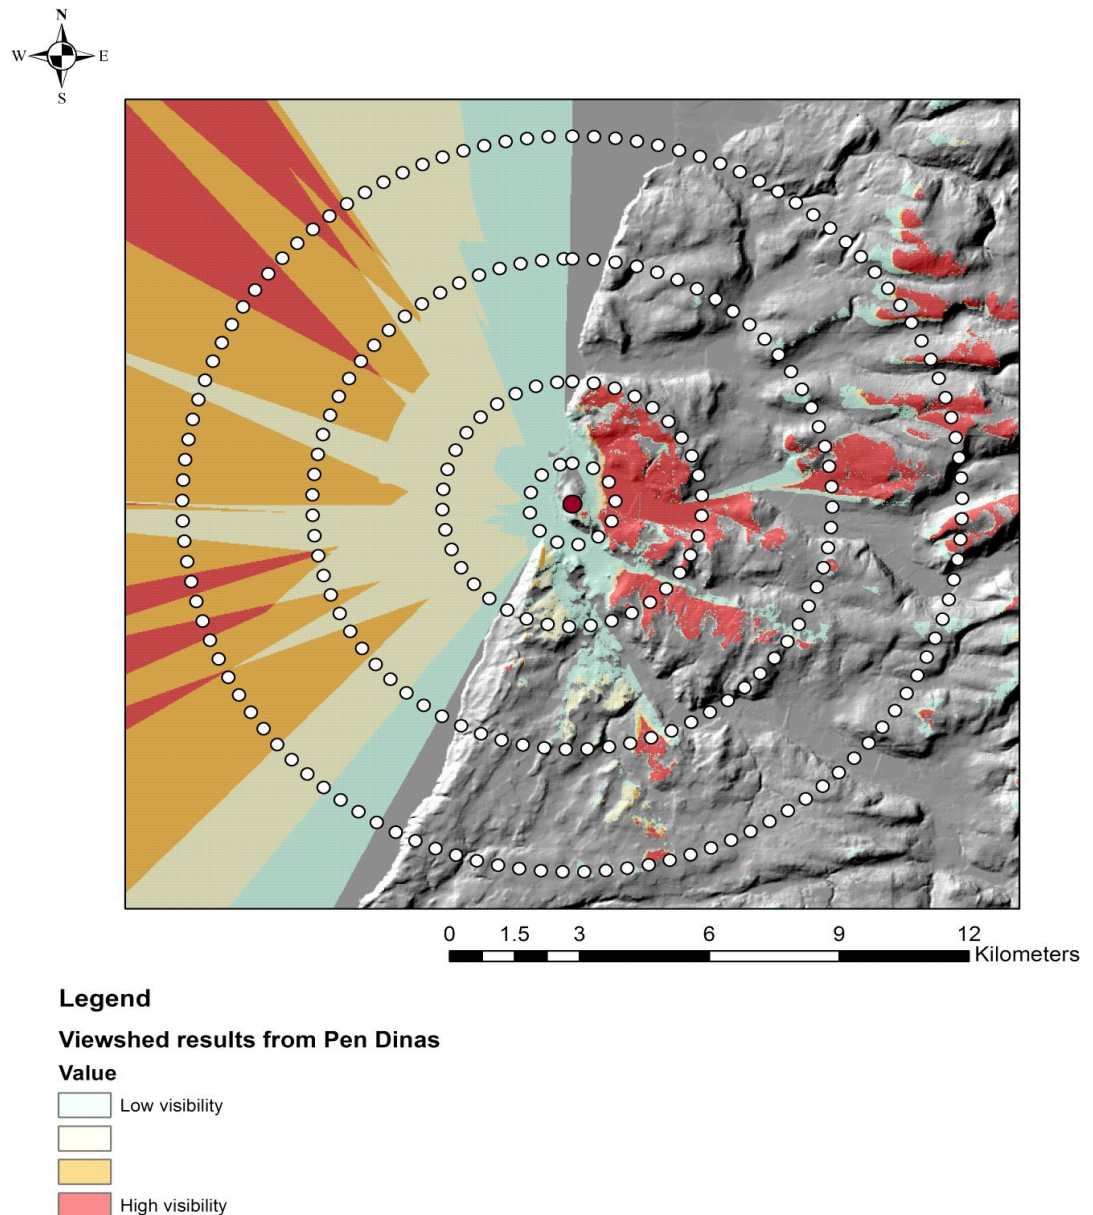 N
W E
S
0 1.5 3 6 9 12
Kilometers
Legend
Viewshed results from Pen Dinas
Value
Low visibility
High visibility